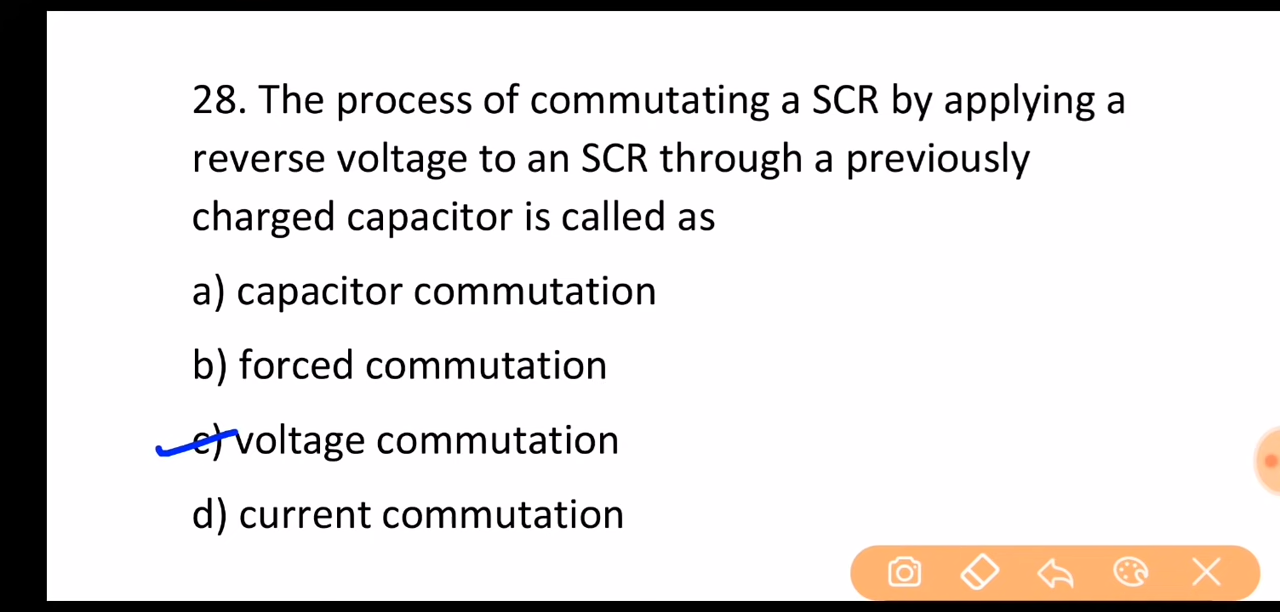 28. The process of commutating a SCR by applying a
reverse voltage to an SCR through a previously
charged capacitor is called as
a) capacitor commutation
b) forced commutation
c) voltage commutation
d) current commutation